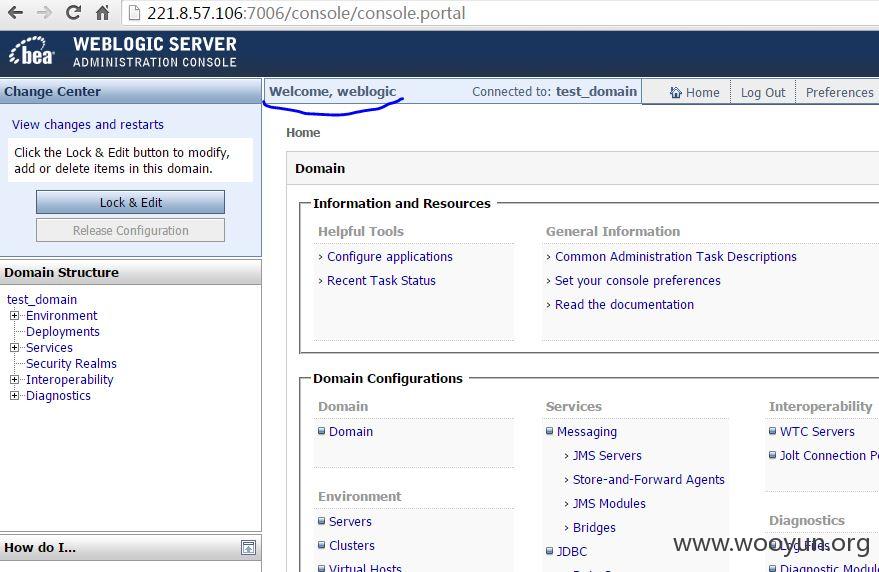 221.8.57.106:7006/console/console.portal
bea
WEBLOGIC SERVER
ADMINISTRATION CONSOLE
Change Center
View changes and restarts
Click the Lock & Edit button to modify,
add or delete items in this domain.
Lock & Edit
Release Configuration
Domain Structure
test_domain
Environment
Deployments
Services
Security Realms
Interoperability
Diagnostics
How do I...
Welcome, weblogic
Connected to: test_domain
Home
Log Out
Preferences
Home
Domain
Information and Resources
Helpful Tools
› Configure applications
› Recent Task Status
General Information
› Common Administration Task Descriptions
› Set your console preferences
› Read the documentation
Domain Configurations
Domain
Domain
Environment
Servers
Clusters
Virtual Hosts
Services
Messaging
› JMS Servers
› Store-and-Forward Agents
› JMS Modules
› Bridges
JDBC
Interoperability
WTC Servers
Jolt Connection
Diagnostics
Log Files
Diagnostic
www.wooyun.org